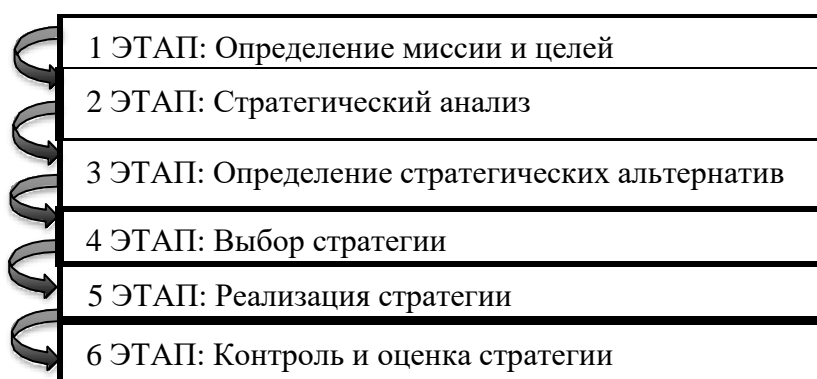 1 ЭТАП: Определение миссии и целей
2 ЭТАП: Стратегический анализ
3 ЭТАП: Определение стратегических альтернатив
4 ЭТАП: Выбор стратегии
5 ЭТАП: Реализация стратегии
6 ЭТАП: Контроль и оценка стратегии